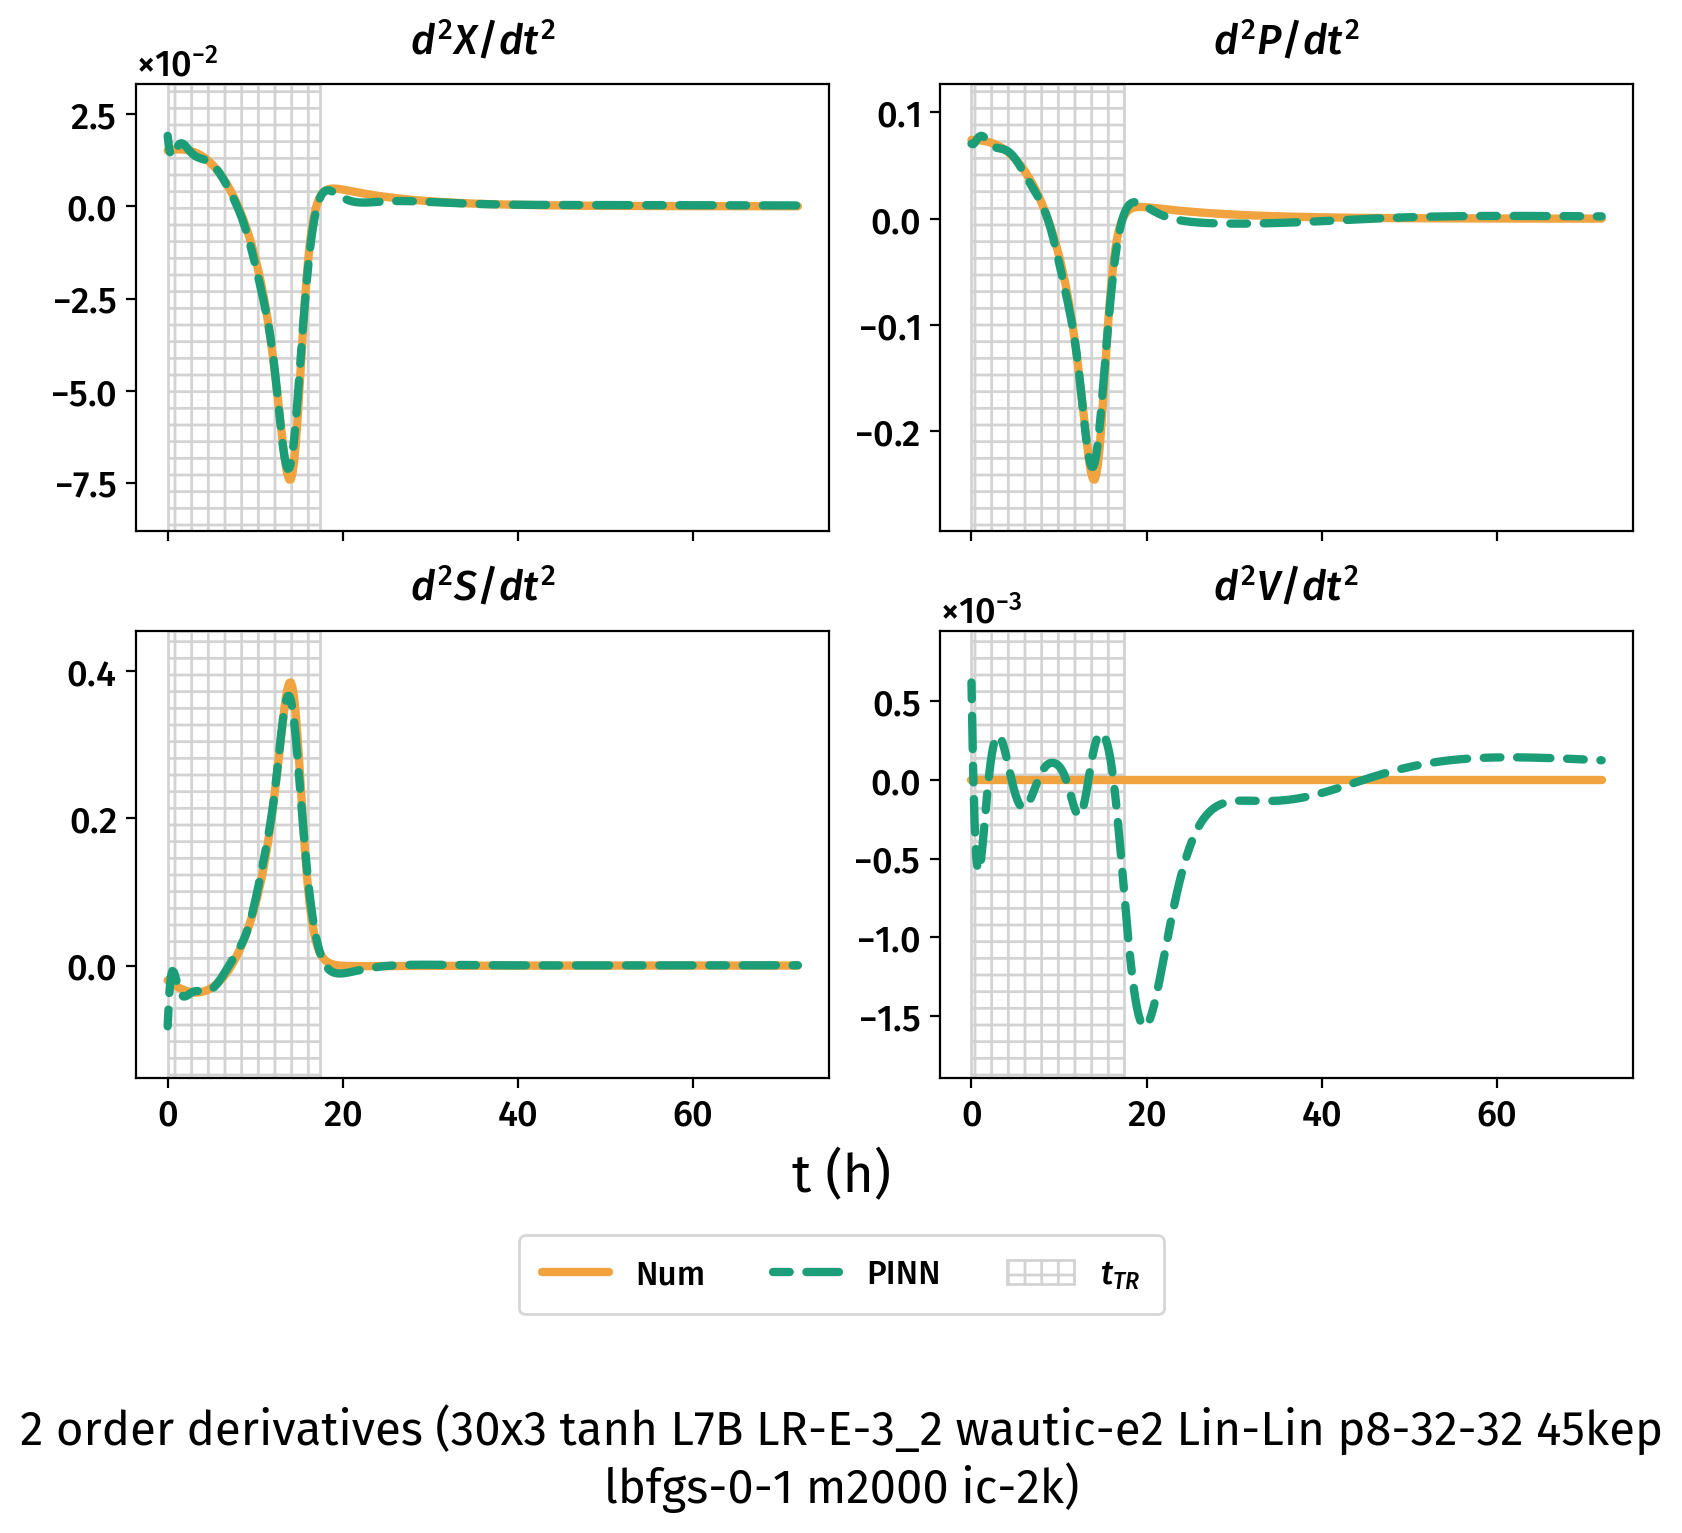 d²X/dt²
×10⁻²
2.5
0.0
−2.5
−5.0
−7.5
d²P/dt²
0.1
0.0
−0.1
−0.2
d²S/dt²
0.4
0.2
0.0
0 20 40 60
d²V/dt²
×10⁻³
0.5
0.0
−0.5
−1.0
−1.5
0 20 40 60
t (h)
Num PINN t_TR
2 order derivatives (30x3 tanh L7B LR-E-3_2 wautic-e2 Lin-Lin p8-32-32 45kep
lbfgs-0-1 m2000 ic-2k)